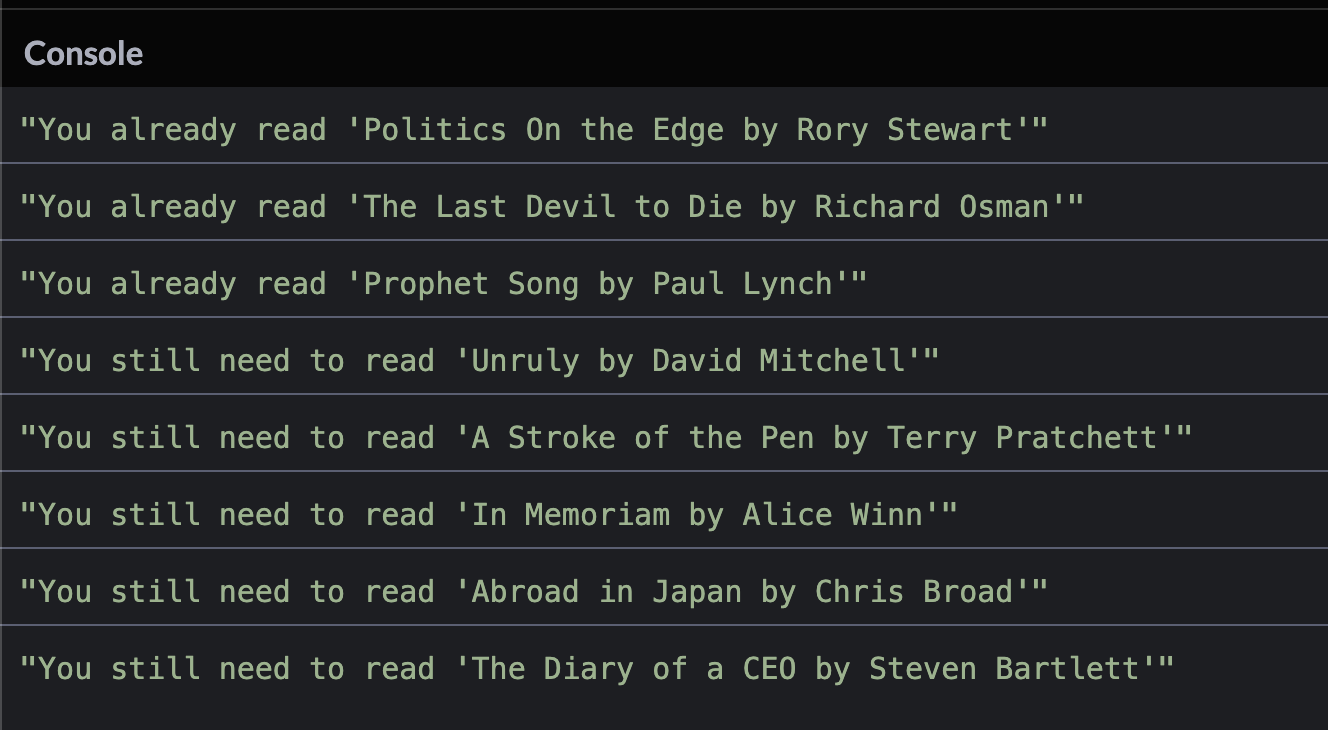 Console
"You already read 'Politics On the Edge by Rory Stewart'"
"You already read 'The Last Devil to Die by Richard Osman'"
"You already read 'Prophet Song by Paul Lynch'"
"You still need to read 'Unruly by David Mitchell'"
"You still need to read 'A Stroke of the Pen by Terry Pratchett'"
"You still need to read 'In Memoriam by Alice Winn'"
"You still need to read 'Abroad in Japan by Chris Broad'"
"You still need to read 'The Diary of a CEO by Steven Bartlett'"